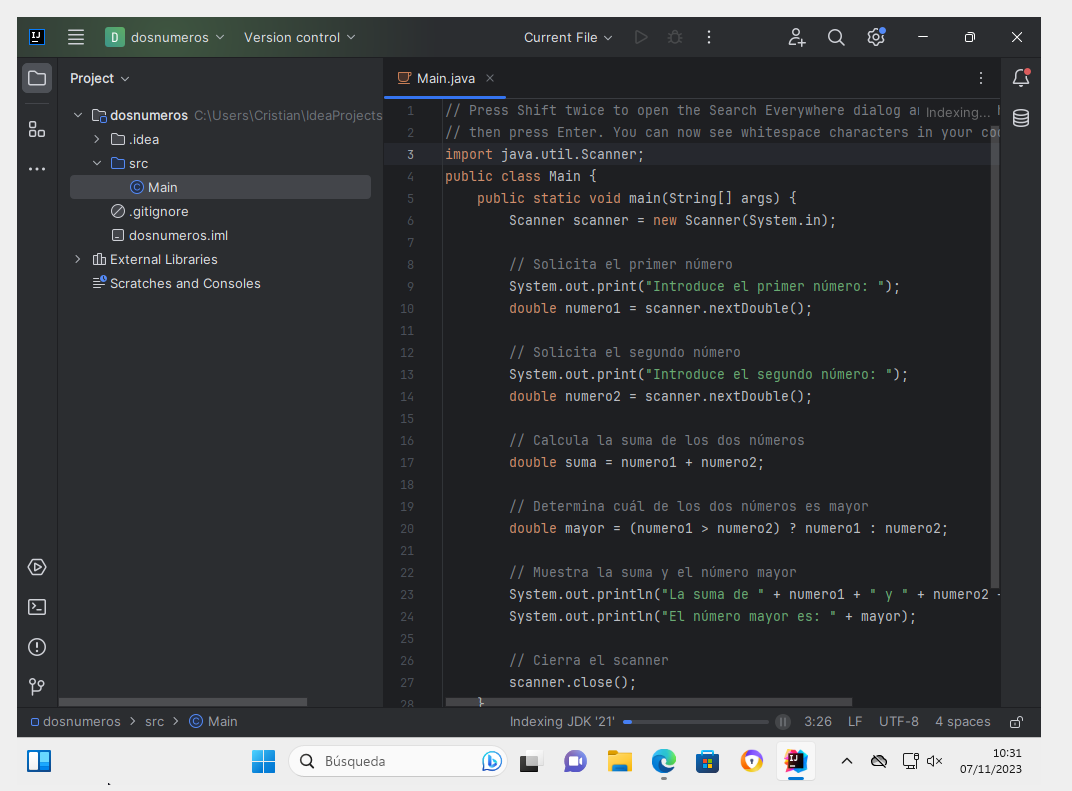 IJ D dosnumeros Version control Current File
Project
Main.java
dosnumeros C:\Users\Cristian\IdeaProjects
.idea
src
Main
.gitignore
dosnumeros.iml
External Libraries
Scratches and Consoles
Indexing...
1 // Press Shift twice to open the Search Everywhere dialog
2 // then press Enter. You can now see whitespace characters in your
3 import java.util.Scanner;
4 public class Main {
5 public static void main(String[] args) {
6 Scanner scanner = new Scanner(System.in);
7
8 // Solicita el primer número
9 System.out.print("Introduce el primer número: ");
10 double numero1 = scanner.nextDouble();
11
12 // Solicita el segundo número
13 System.out.print("Introduce el segundo número: ");
14 double numero2 = scanner.nextDouble();
15
16 // Calcula la suma de los dos números
17 double suma = numero1 + numero2;
18
19 // Determina cuál de los dos números es mayor
20 double mayor = (numero1 > numero2) ? numero1 : numero2;
21
22 // Muestra la suma y el número mayor
23 System.out.println("La suma de " + numero1 + " y " + numero2 +
24 System.out.println("El número mayor es: " + mayor);
25
26 // Cierra el scanner
27 scanner.close();
28 }
dosnumeros > src > Main Indexing JDK '21' 3:26 LF UTF-8 4 spaces
Búsqueda
IJ
10:31
07/11/2023